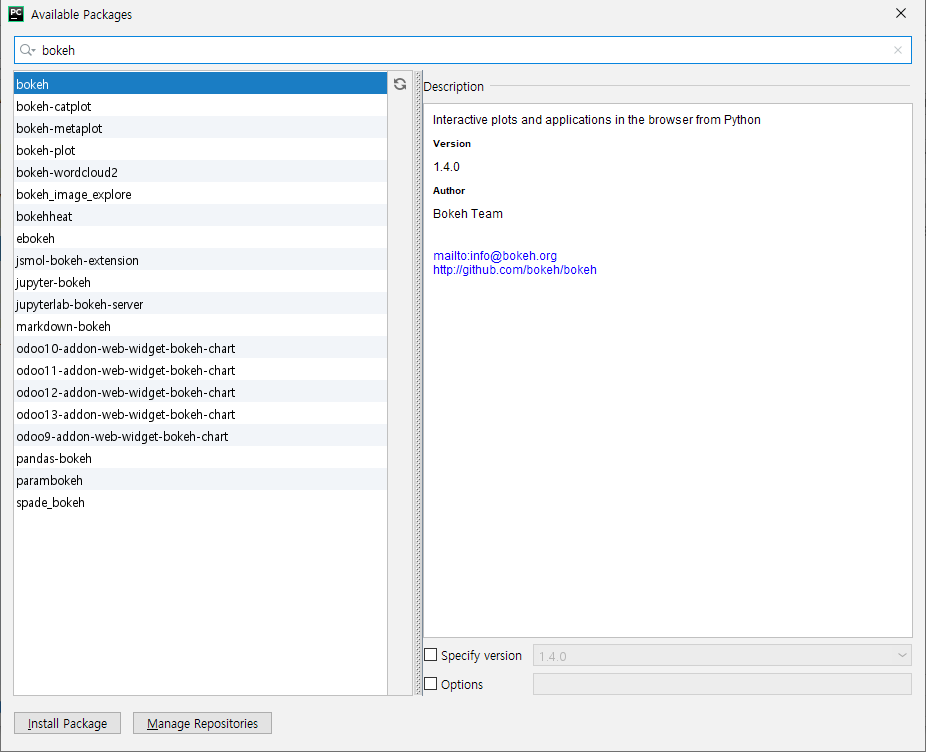 PC
Available Packages
bokeh
bokeh
bokeh-catplot
bokeh-metaplot
bokeh-plot
bokeh-wordcloud2
bokeh_image_explore
bokehheat
ebokeh
jsmol-bokeh-extension
jupyter-bokeh
jupyterlab-bokeh-server
markdown-bokeh
odoo10-addon-web-widget-bokeh-chart
odoo11-addon-web-widget-bokeh-chart
odoo12-addon-web-widget-bokeh-chart
odoo13-addon-web-widget-bokeh-chart
odoo9-addon-web-widget-bokeh-chart
pandas-bokeh
parambokeh
spade_bokeh
Description
Interactive plots and applications in the browser from Python
Version
1.4.0
Author
Bokeh Team
mailto:info@bokeh.org
http://github.com/bokeh/bokeh
Specify version
1.4.0
Options
Install Package
Manage Repositories